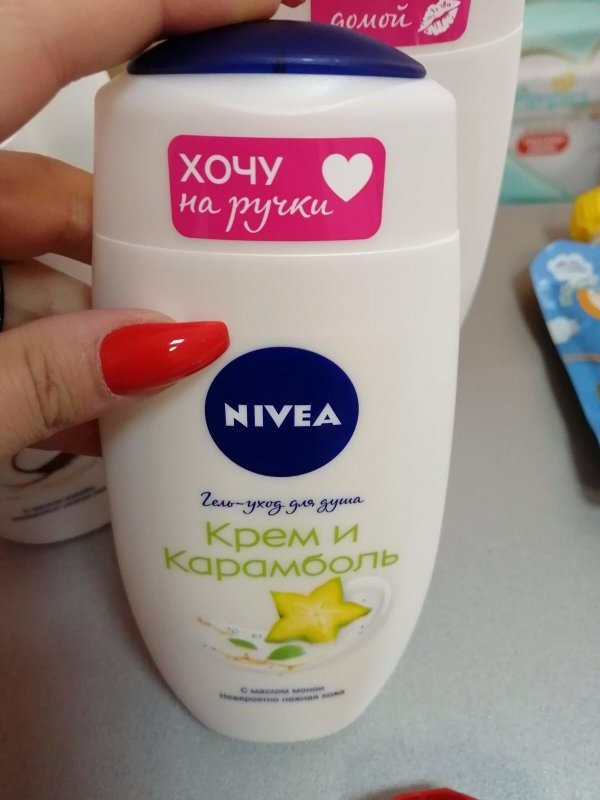 домой
ХОЧУ
на ручки
NIVEA
Гель-уход для душа
Крем и
Карамболь
С маслом монои
Невероятно нежная кожа